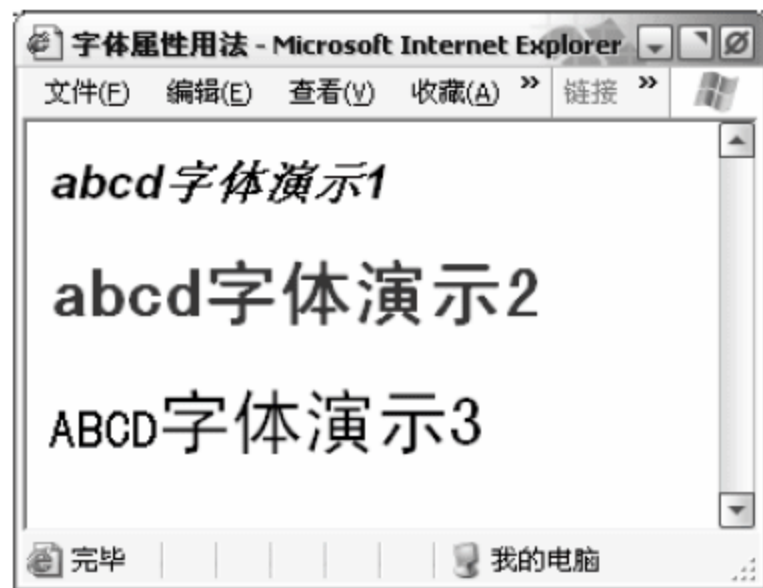 字体属性用法 - Microsoft Internet Explorer
文件(F) 编辑(E) 查看(V) 收藏(A) » 链接 »
abcd字体演示1
abcd字体演示2
ABCD字体演示3
完毕 我的电脑